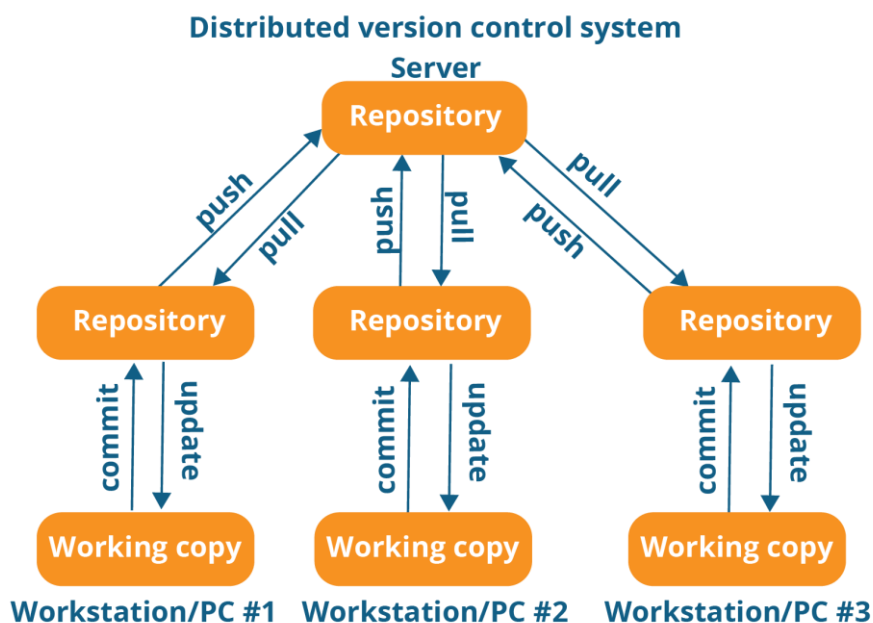 Distributed version control system
Server
Repository
push
pull
push
pull
pull
push
Repository
Repository
Repository
commit
update
commit
update
commit
update
Working copy
Working copy
Working copy
Workstation/PC #1
Workstation/PC #2
Workstation/PC #3